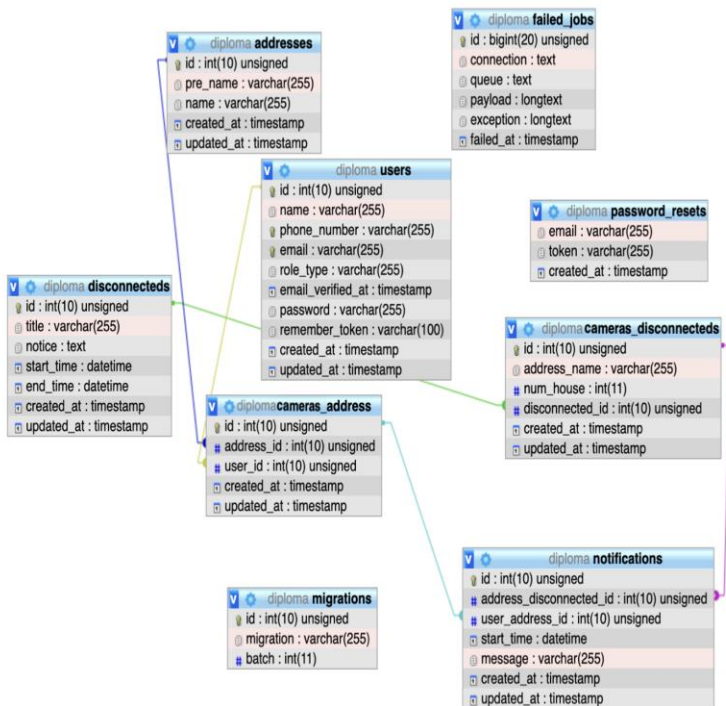 diploma addresses
id : int(10) unsigned
pre_name : varchar(255)
name : varchar(255)
created_at : timestamp
updated_at : timestamp
diploma failed_jobs
id : bigint(20) unsigned
connection : text
queue : text
payload : longtext
exception : longtext
failed_at : timestamp
diploma users
id : int(10) unsigned
name : varchar(255)
phone_number : varchar(255)
email : varchar(255)
role_type : varchar(255)
email_verified_at : timestamp
password : varchar(255)
remember_token : varchar(100)
created_at : timestamp
updated_at : timestamp
diploma password_resets
email : varchar(255)
token : varchar(255)
created_at : timestamp
diploma disconnecteds
id : int(10) unsigned
title : varchar(255)
notice : text
start_time : datetime
end_time : datetime
created_at : timestamp
updated_at : timestamp
diploma cameras_disconnecteds
id : int(10) unsigned
address_name : varchar(255)
# num_house : int(11)
# disconnected_id : int(10) unsigned
created_at : timestamp
updated_at : timestamp
diplomacameras_address
id : int(10) unsigned
# address_id : int(10) unsigned
# user_id : int(10) unsigned
created_at : timestamp
updated_at : timestamp
diploma notifications
id : int(10) unsigned
# address_disconnected_id : int(10) unsigned
# user_address_id : int(10) unsigned
start_time : datetime
message : varchar(255)
created_at : timestamp
updated_at : timestamp
diploma migrations
id : int(10) unsigned
migration : varchar(255)
# batch : int(11)